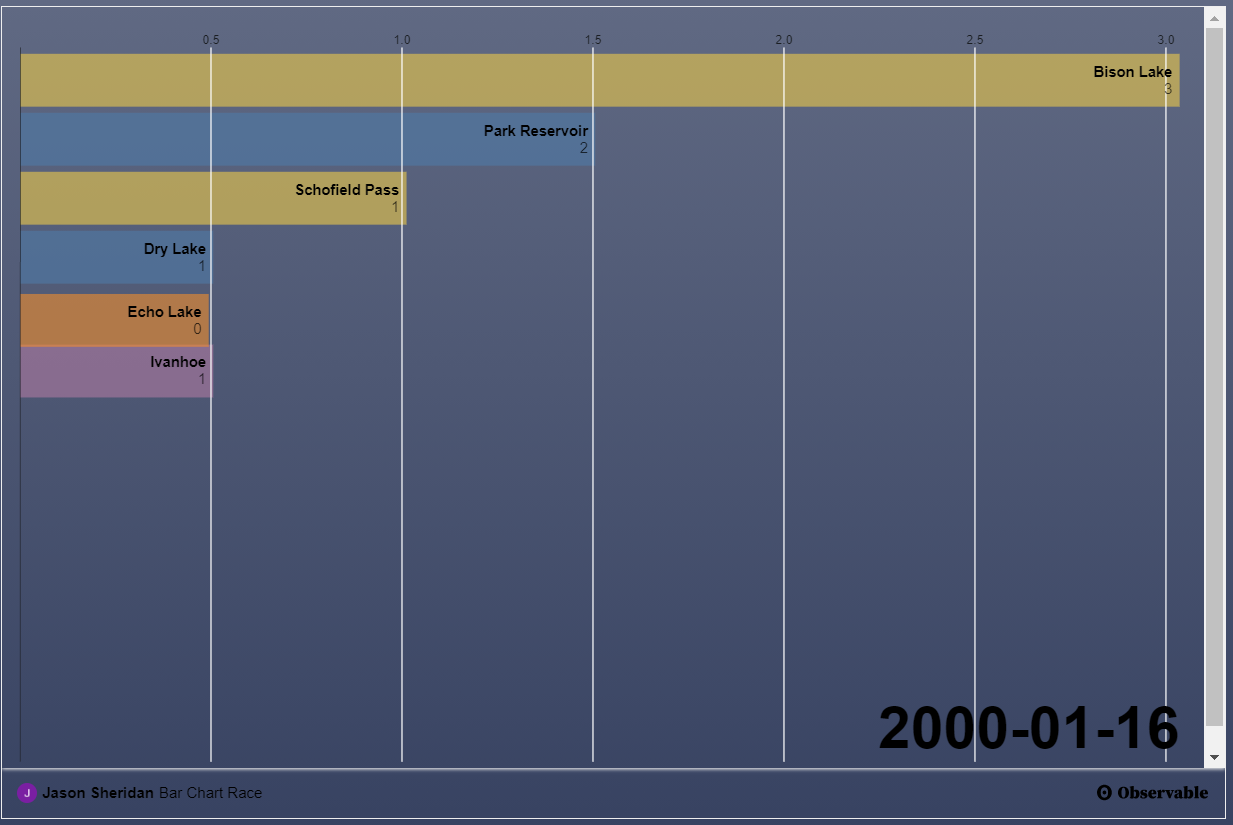 0.5 1.0 1.5 2.0 2.5 3.0
Bison Lake
3
Park Reservoir
2
Schofield Pass
1
Dry Lake
1
Echo Lake
0
Ivanhoe
1
2000-01-16
J Jason Sheridan Bar Chart Race Observable